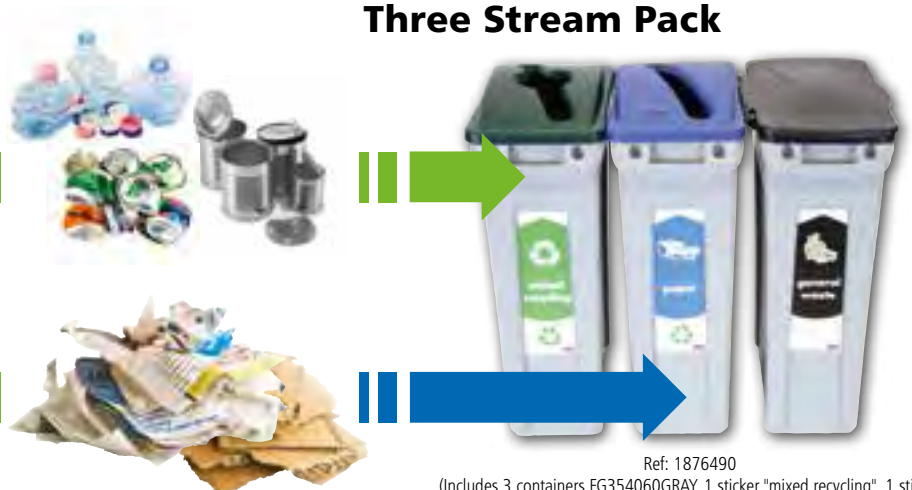 Three Stream Pack
mixed
recycling
paper
general
waste
Ref: 1876490
(Includes 3 containers FG354060GRAY, 1 sticker "mixed recycling", 1 sti